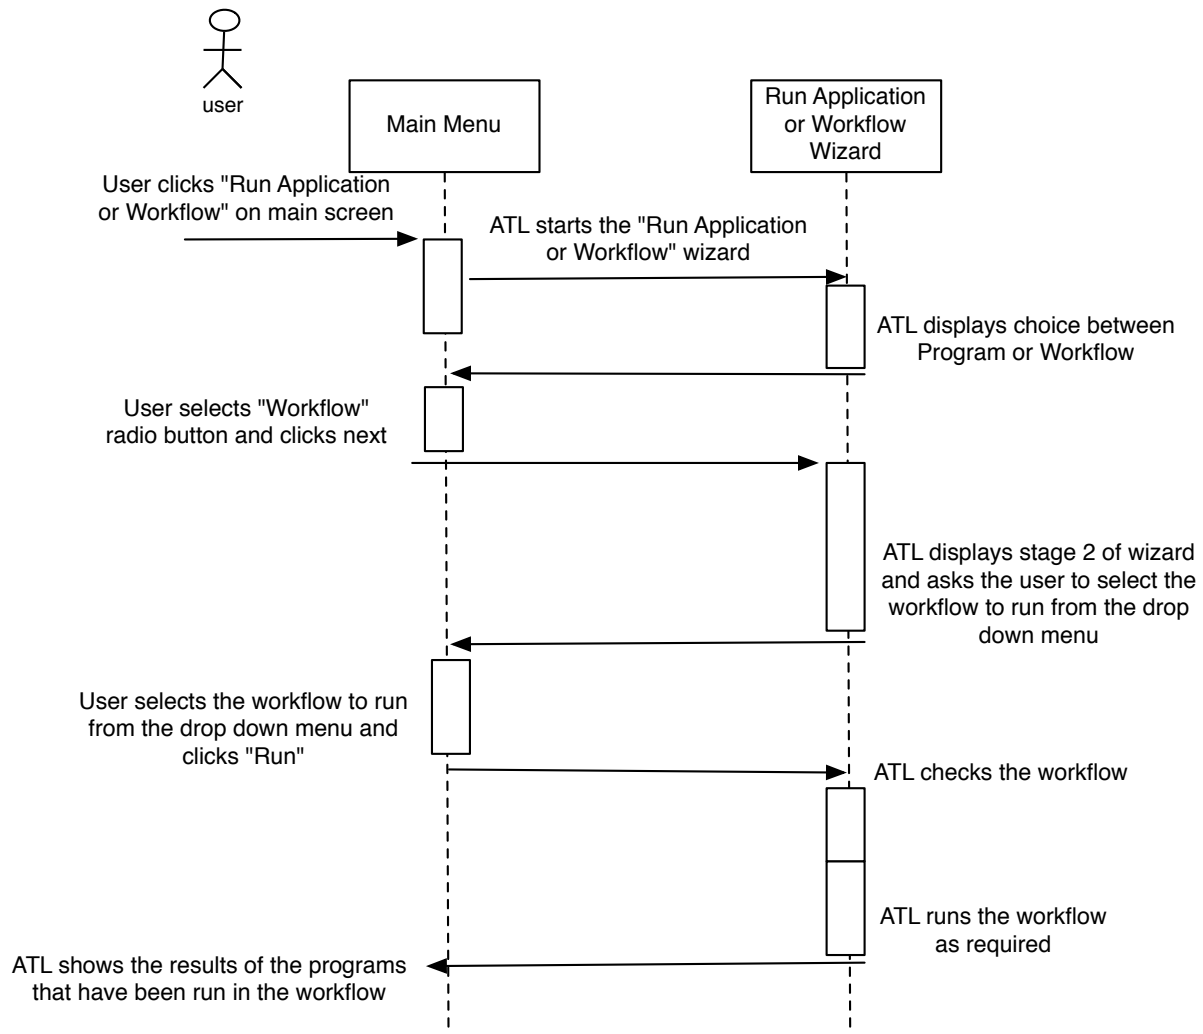 user
Main Menu
Run Application
or Workflow
Wizard
User clicks "Run Application
or Workflow" on main screen
ATL starts the "Run Application
or Workflow" wizard
ATL displays choice between
Program or Workflow
User selects "Workflow"
radio button and clicks next
ATL displays stage 2 of wizard
and asks the user to select the
workflow to run from the drop
down menu
User selects the workflow to run
from the drop down menu and
clicks "Run"
ATL checks the workflow
ATL runs the workflow
as required
ATL shows the results of the programs
that have been run in the workflow